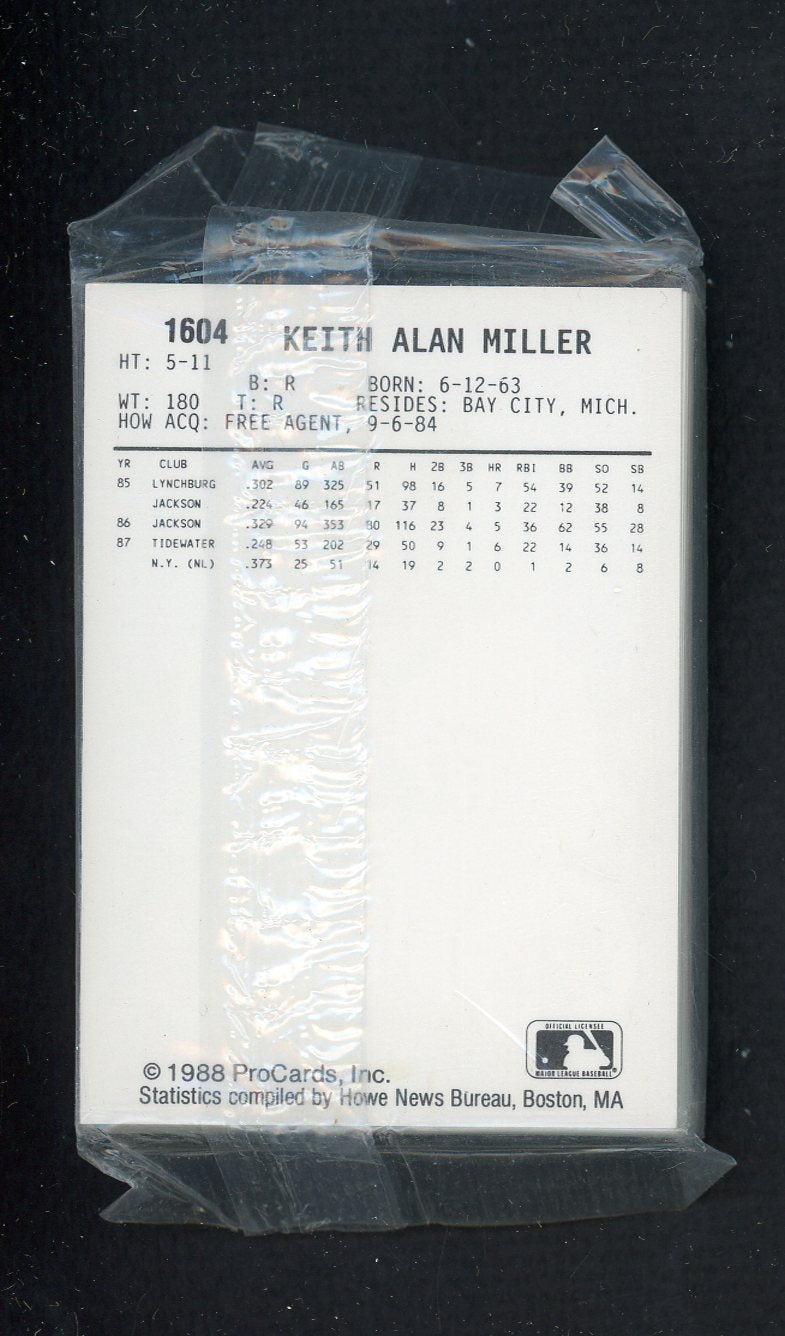 1604 KEITH ALAN MILLER
HT: 5-11
B: R BORN: 6-12-63
WT: 180 T: R RESIDES: BAY CITY, MICH.
HOW ACQ: FREE AGENT, 9-6-84
YR CLUB AVG G AB R H 2B 3B HR RBI BB SO SB
85 LYNCHBURG .302 89 325 51 98 16 5 7 54 39 52 14
JACKSON .224 46 165 17 37 8 1 3 22 12 38 8
86 JACKSON .329 94 353 80 116 23 4 5 36 62 55 28
87 TIDEWATER .248 53 202 29 50 9 1 6 22 14 36 14
N.Y. (NL) .373 25 51 14 19 2 2 0 1 2 6 8
OFFICIAL LICENSEE
MAJOR LEAGUE BASEBALL®
© 1988 ProCards, Inc.
Statistics compiled by Howe News Bureau, Boston, MA